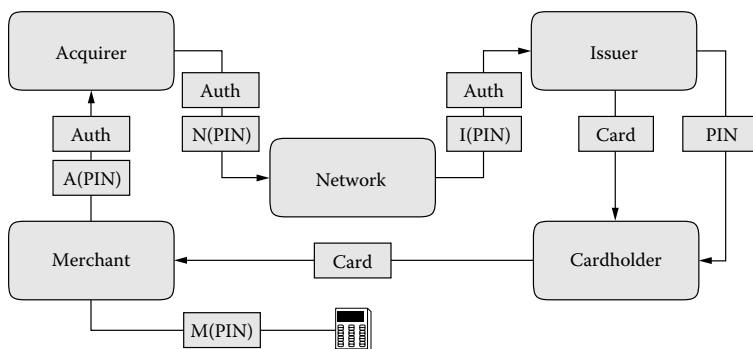 Acquirer
Issuer
Auth
Auth
Auth
N(PIN)
I(PIN)
Card
PIN
A(PIN)
Network
Merchant
Card
Cardholder
M(PIN)